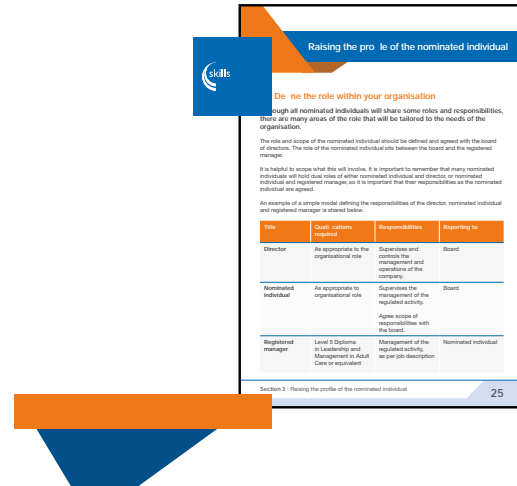 Raising the pro le of the nominated individual
skills
De ne the role within your organisation
ough all nominated individuals will share some roles and responsibilities,
there are many areas of the role that will be tailored to the needs of the
organisation.
The role and scope of the nominated individual should be defined and agreed with the board
of directors. The role of the nominated individual sits between the board and the registered
manager.
It is helpful to scope what this will involve. It is important to remember that many nominated
individuals will hold dual roles of either nominated individual and director, or nominated
individual and registered manager, so it is important that their responsibilities as the nominated
individual are agreed.
An example of a simple model defining the responsibilities of the director, nominated individual
and registered manager is shared below.
Title
Quali cations
required
Responsibilities
Reporting to
Director
As appropriate to the
organisational role
Supervises and
controls the
management and
operations of the
company.
Board
Nominated
individual
As appropriate to
organisational role
Supervises the
management of the
regulated activity.
Agree scope of
responsibilities with
the board.
Board
Registered
manager
Level 5 Diploma
in Leadership and
Management in Adult
Care or equivalent
Management of the
regulated activity,
as per job description
Nominated individual
Section 3 Raising the profile of the nominated individual
25